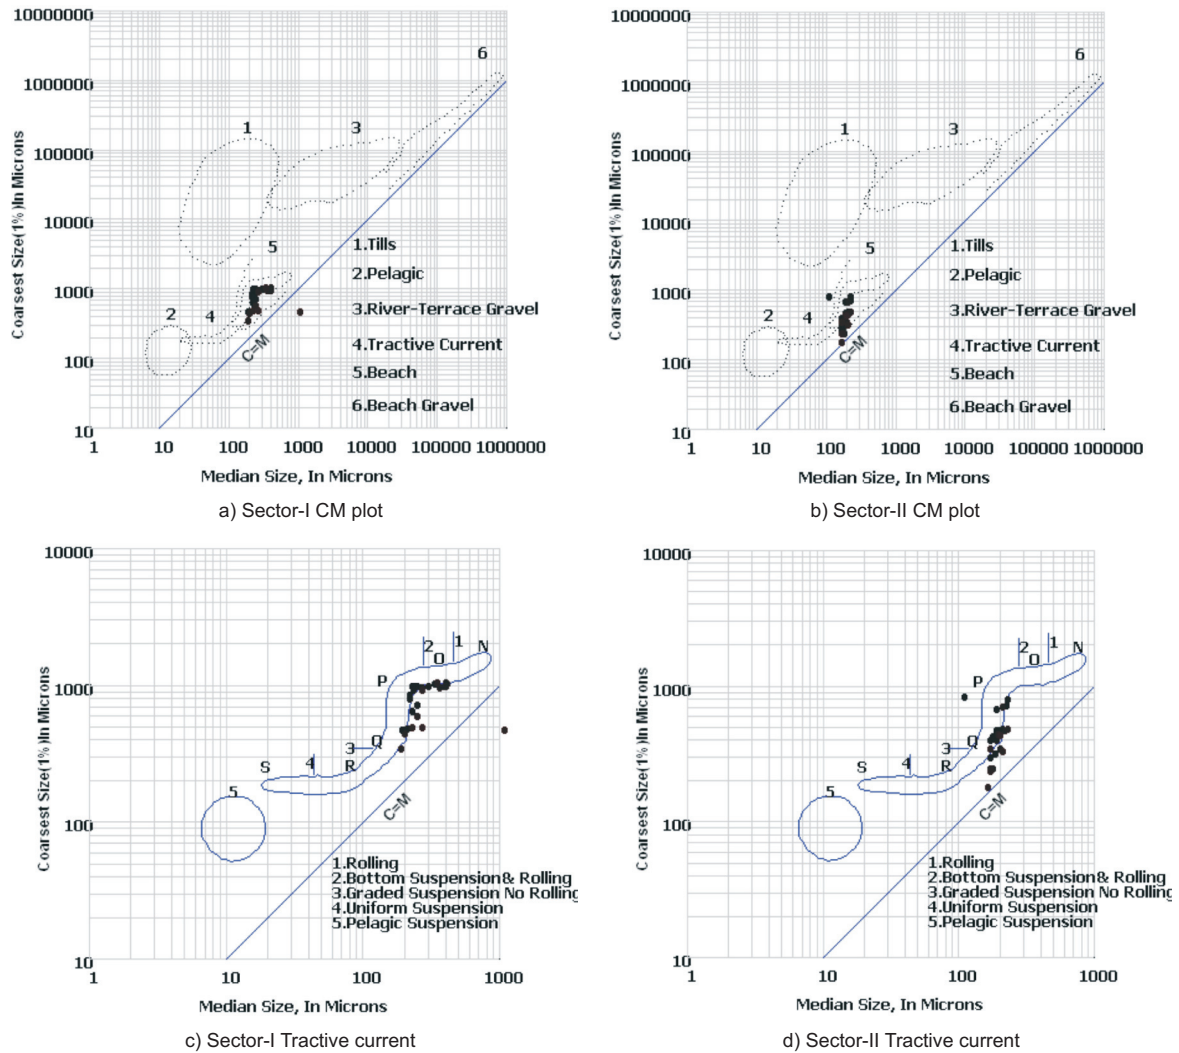 10000000
1000000
100000
10000
1000
100
10
Coarsest Size(1%)In Microns
6
1
3
5
2
4
C=M
1.Tills
2.Pelagic
3.River-Terrace Gravel
4.Tractive Current
5.Beach
6.Beach Gravel
1 10 100 1000 10000 100000 1000000
Median Size, In Microns
a) Sector-I CM plot
10000000
1000000
100000
10000
1000
100
10
Coarsest Size(1%)In Microns
6
1
3
5
2
4
C=M
1.Tills
2.Pelagic
3.River-Terrace Gravel
4.Tractive Current
5.Beach
6.Beach Gravel
1 10 100 1000 10000 100000 1000000
Median Size, In Microns
b) Sector-II CM plot
10000
1000
100
10
Coarsest Size(1%)In Microns
2 1
O N
P
3 Q
S 4 R
5
C=M
1.Rolling
2.Bottom Suspension& Rolling
3.Graded Suspension No Rolling
4.Uniform Suspension
5.Pelagic Suspension
1 10 100 1000
Median Size, In Microns
c) Sector-I Tractive current
10000
1000
100
10
Coarsest Size(1%)In Microns
2 1
O N
P
3 Q
S 4 R
5
C=M
1.Rolling
2.Bottom Suspension& Rolling
3.Graded Suspension No Rolling
4.Uniform Suspension
5.Pelagic Suspension
1 10 100 1000
Median Size, In Microns
d) Sector-II Tractive current